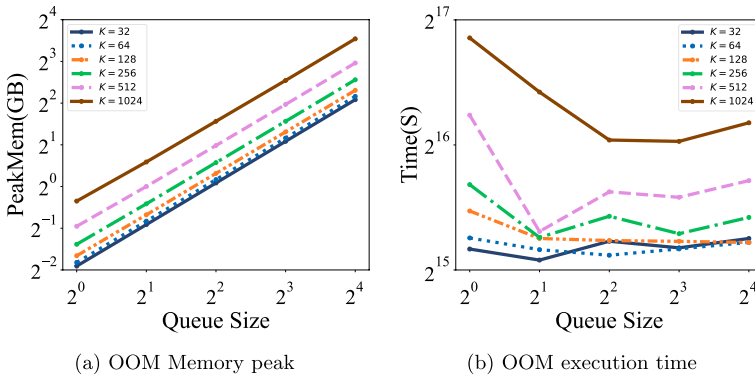 2^4
2^3
2^2
2^1
2^0
2^−1
2^−2
PeakMem(GB)
K = 32
K = 64
K = 128
K = 256
K = 512
K = 1024
2^0 2^1 2^2 2^3 2^4
Queue Size
(a) OOM Memory peak
2^17
2^16
2^15
Time(S)
K = 32
K = 64
K = 128
K = 256
K = 512
K = 1024
2^0 2^1 2^2 2^3 2^4
Queue Size
(b) OOM execution time